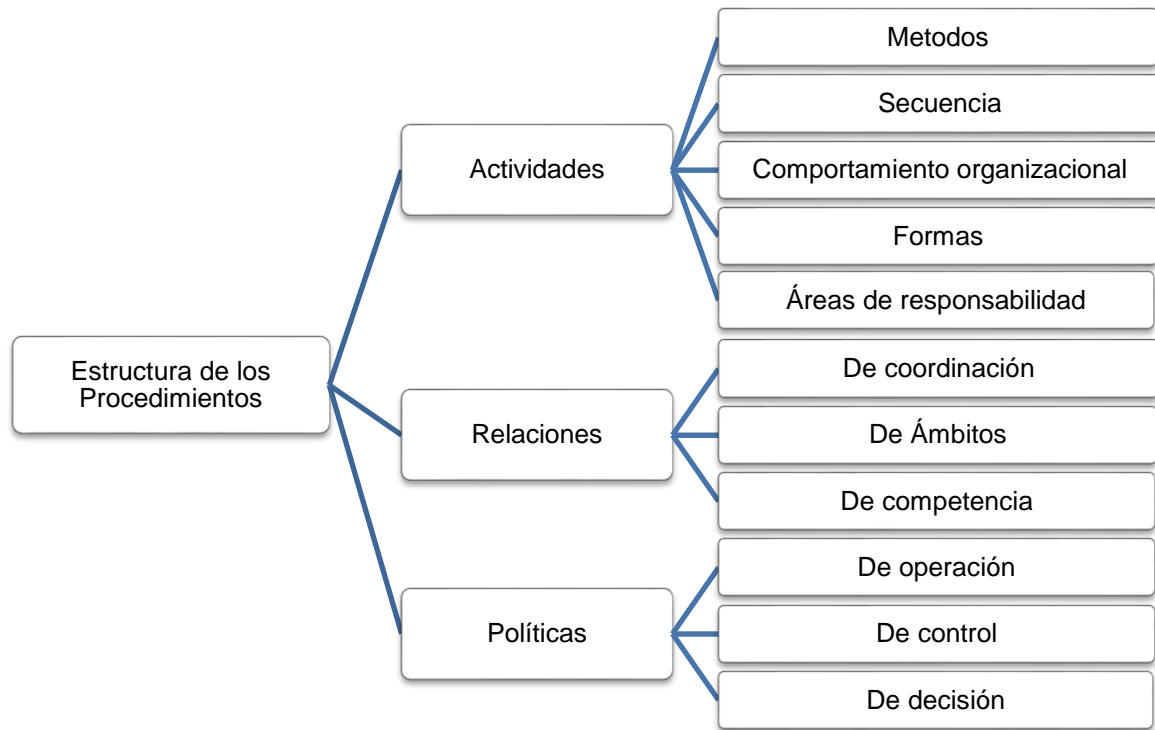 Estructura de los
Procedimientos
Actividades
Metodos
Secuencia
Comportamiento organizacional
Formas
Áreas de responsabilidad
Relaciones
De coordinación
De Ámbitos
De competencia
Políticas
De operación
De control
De decisión